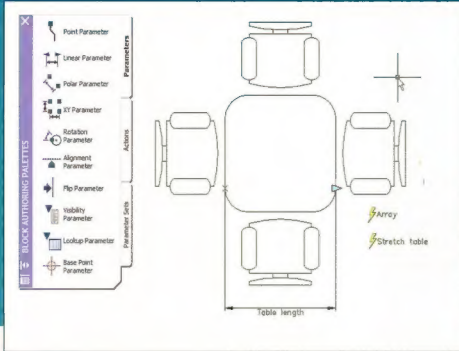 Point Parameter
Linear Parameter
Polar Parameter
XY Parameter
Rotation
Parameter
Alignment
Parameter
Flip Parameter
Visibility
Parameter
Lookup Parameter
Base Point
Parameter
Parameters
Actions
Parameter Sets
BLOCK AUTHORING PALETTES
Array
Stretch table
Table length